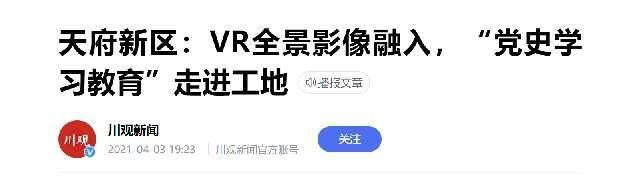 天府新区：VR全景影像融入，“党史学
习教育”走进工地 播报文章
川观 川观新闻
2021-04-03 19:23 川观新闻官方账号 关注